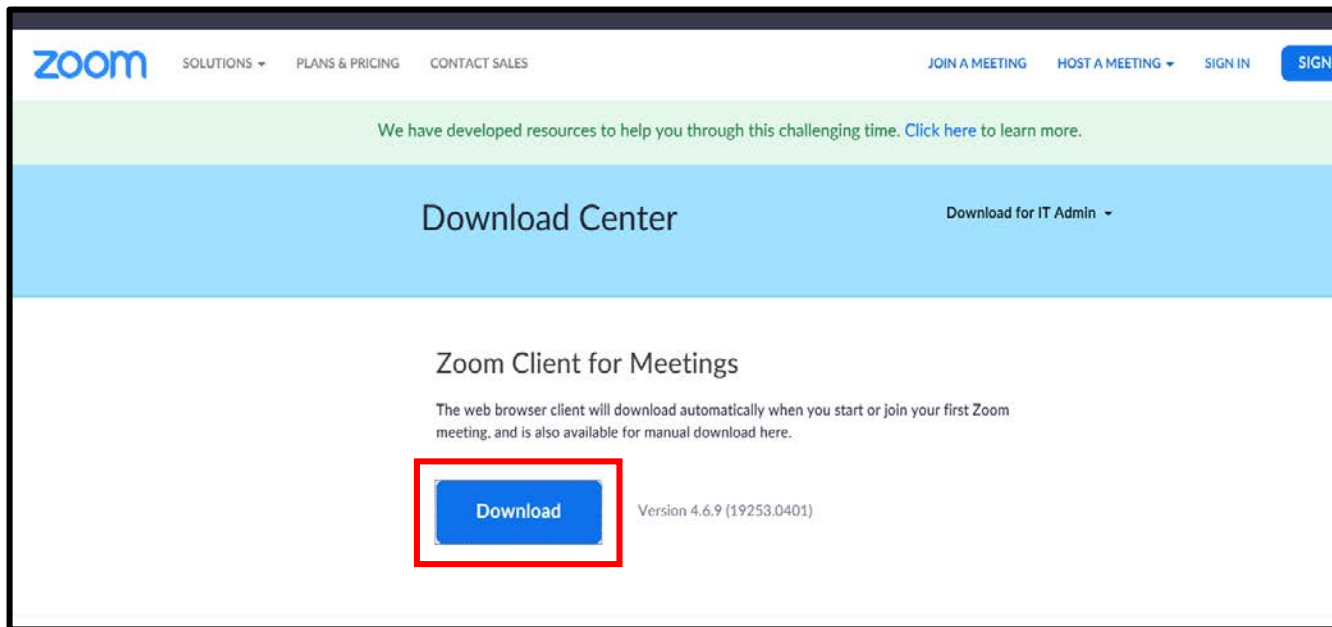 zoom SOLUTIONS PLANS & PRICING CONTACT SALES JOIN A MEETING HOST A MEETING SIGN IN SIGN
We have developed resources to help you through this challenging time. Click here to learn more.
Download Center Download for IT Admin
Zoom Client for Meetings
The web browser client will download automatically when you start or join your first Zoom
meeting, and is also available for manual download here.
Download Version 4.6.9 (19253.0401)